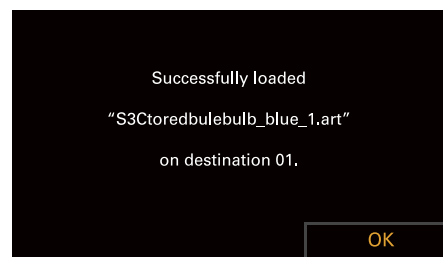 Successfully loaded
“S3Ctoredbulebulb_blue_1.art”
on destination 01.
OK